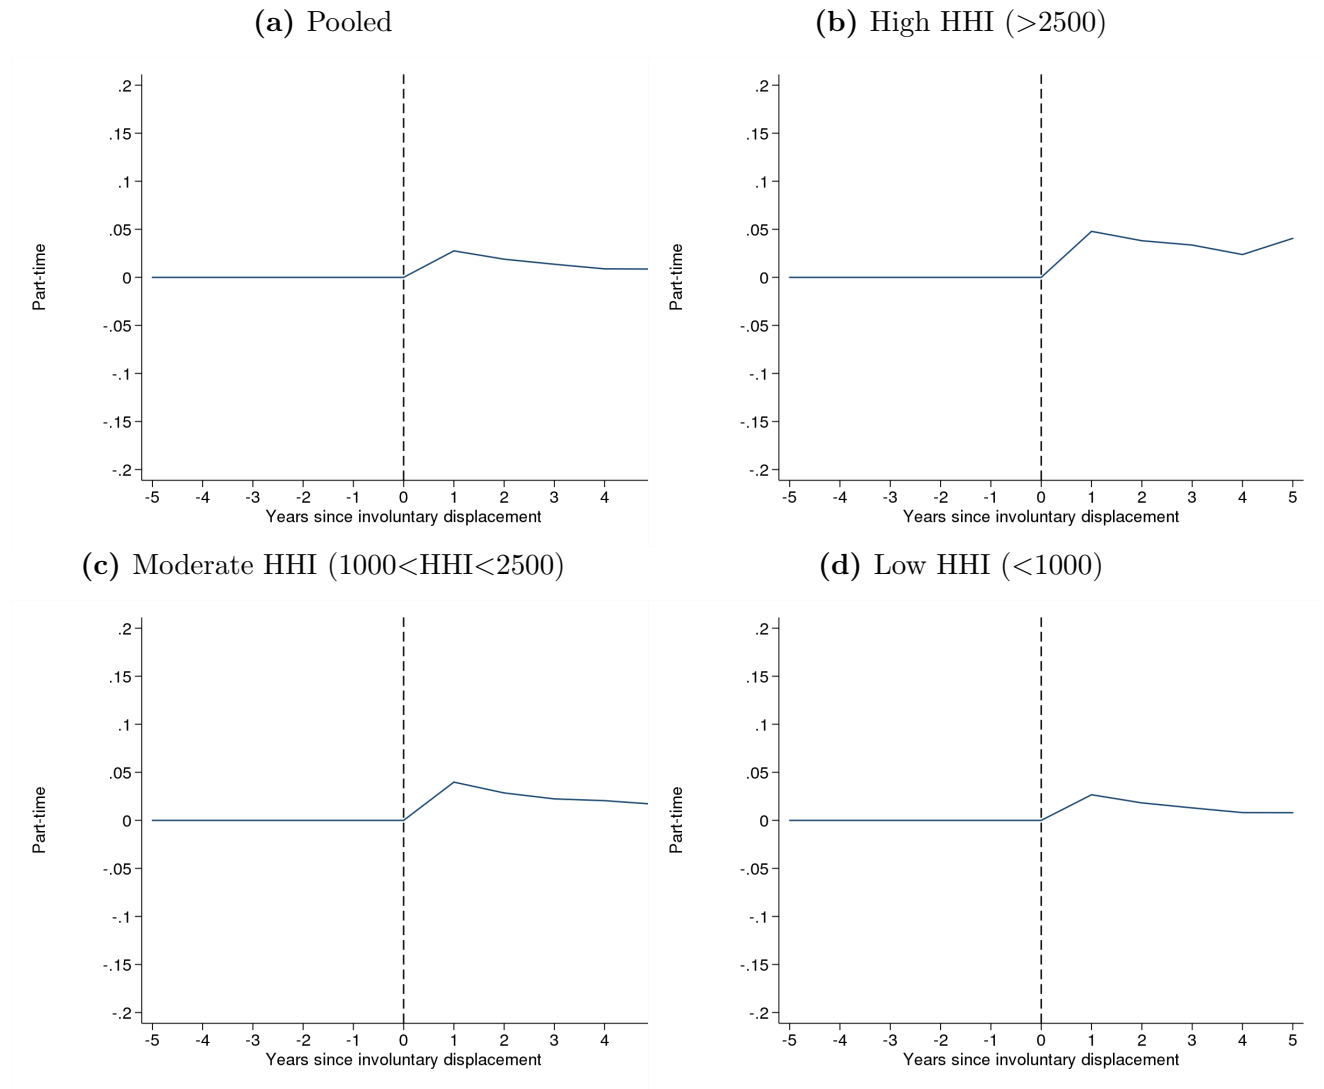 (a) Pooled
.2
.15
.1
.05
0
-.05
-.1
-.15
-.2
Part-time
-5 -4 -3 -2 -1 0 1 2 3 4
Years since involuntary displacement
(b) High HHI (>2500)
.2
.15
.1
.05
0
-.05
-.1
-.15
-.2
Part-time
-5 -4 -3 -2 -1 0 1 2 3 4 5
Years since involuntary displacement
(c) Moderate HHI (1000<HHI<2500)
.2
.15
.1
.05
0
-.05
-.1
-.15
-.2
Part-time
-5 -4 -3 -2 -1 0 1 2 3 4
Years since involuntary displacement
(d) Low HHI (<1000)
.2
.15
.1
.05
0
-.05
-.1
-.15
-.2
Part-time
-5 -4 -3 -2 -1 0 1 2 3 4 5
Years since involuntary displacement